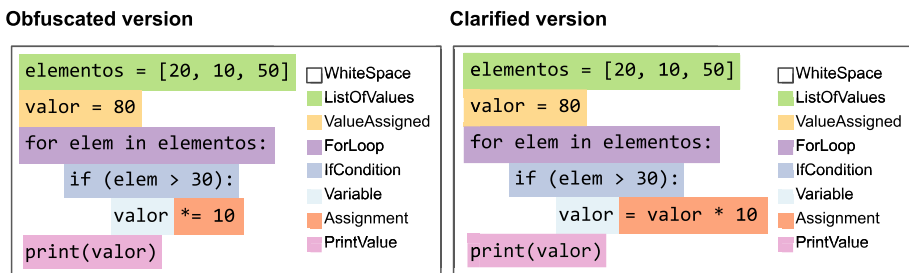 Obfuscated version
elementos = [20, 10, 50]
valor = 80
for elem in elementos:
if (elem > 30):
valor *= 10
print(valor)
WhiteSpace
ListOfValues
ValueAssigned
ForLoop
IfCondition
Variable
Assignment
PrintValue
Clarified version
elementos = [20, 10, 50]
valor = 80
for elem in elementos:
if (elem > 30):
valor = valor * 10
print(valor)
WhiteSpace
ListOfValues
ValueAssigned
ForLoop
IfCondition
Variable
Assignment
PrintValue